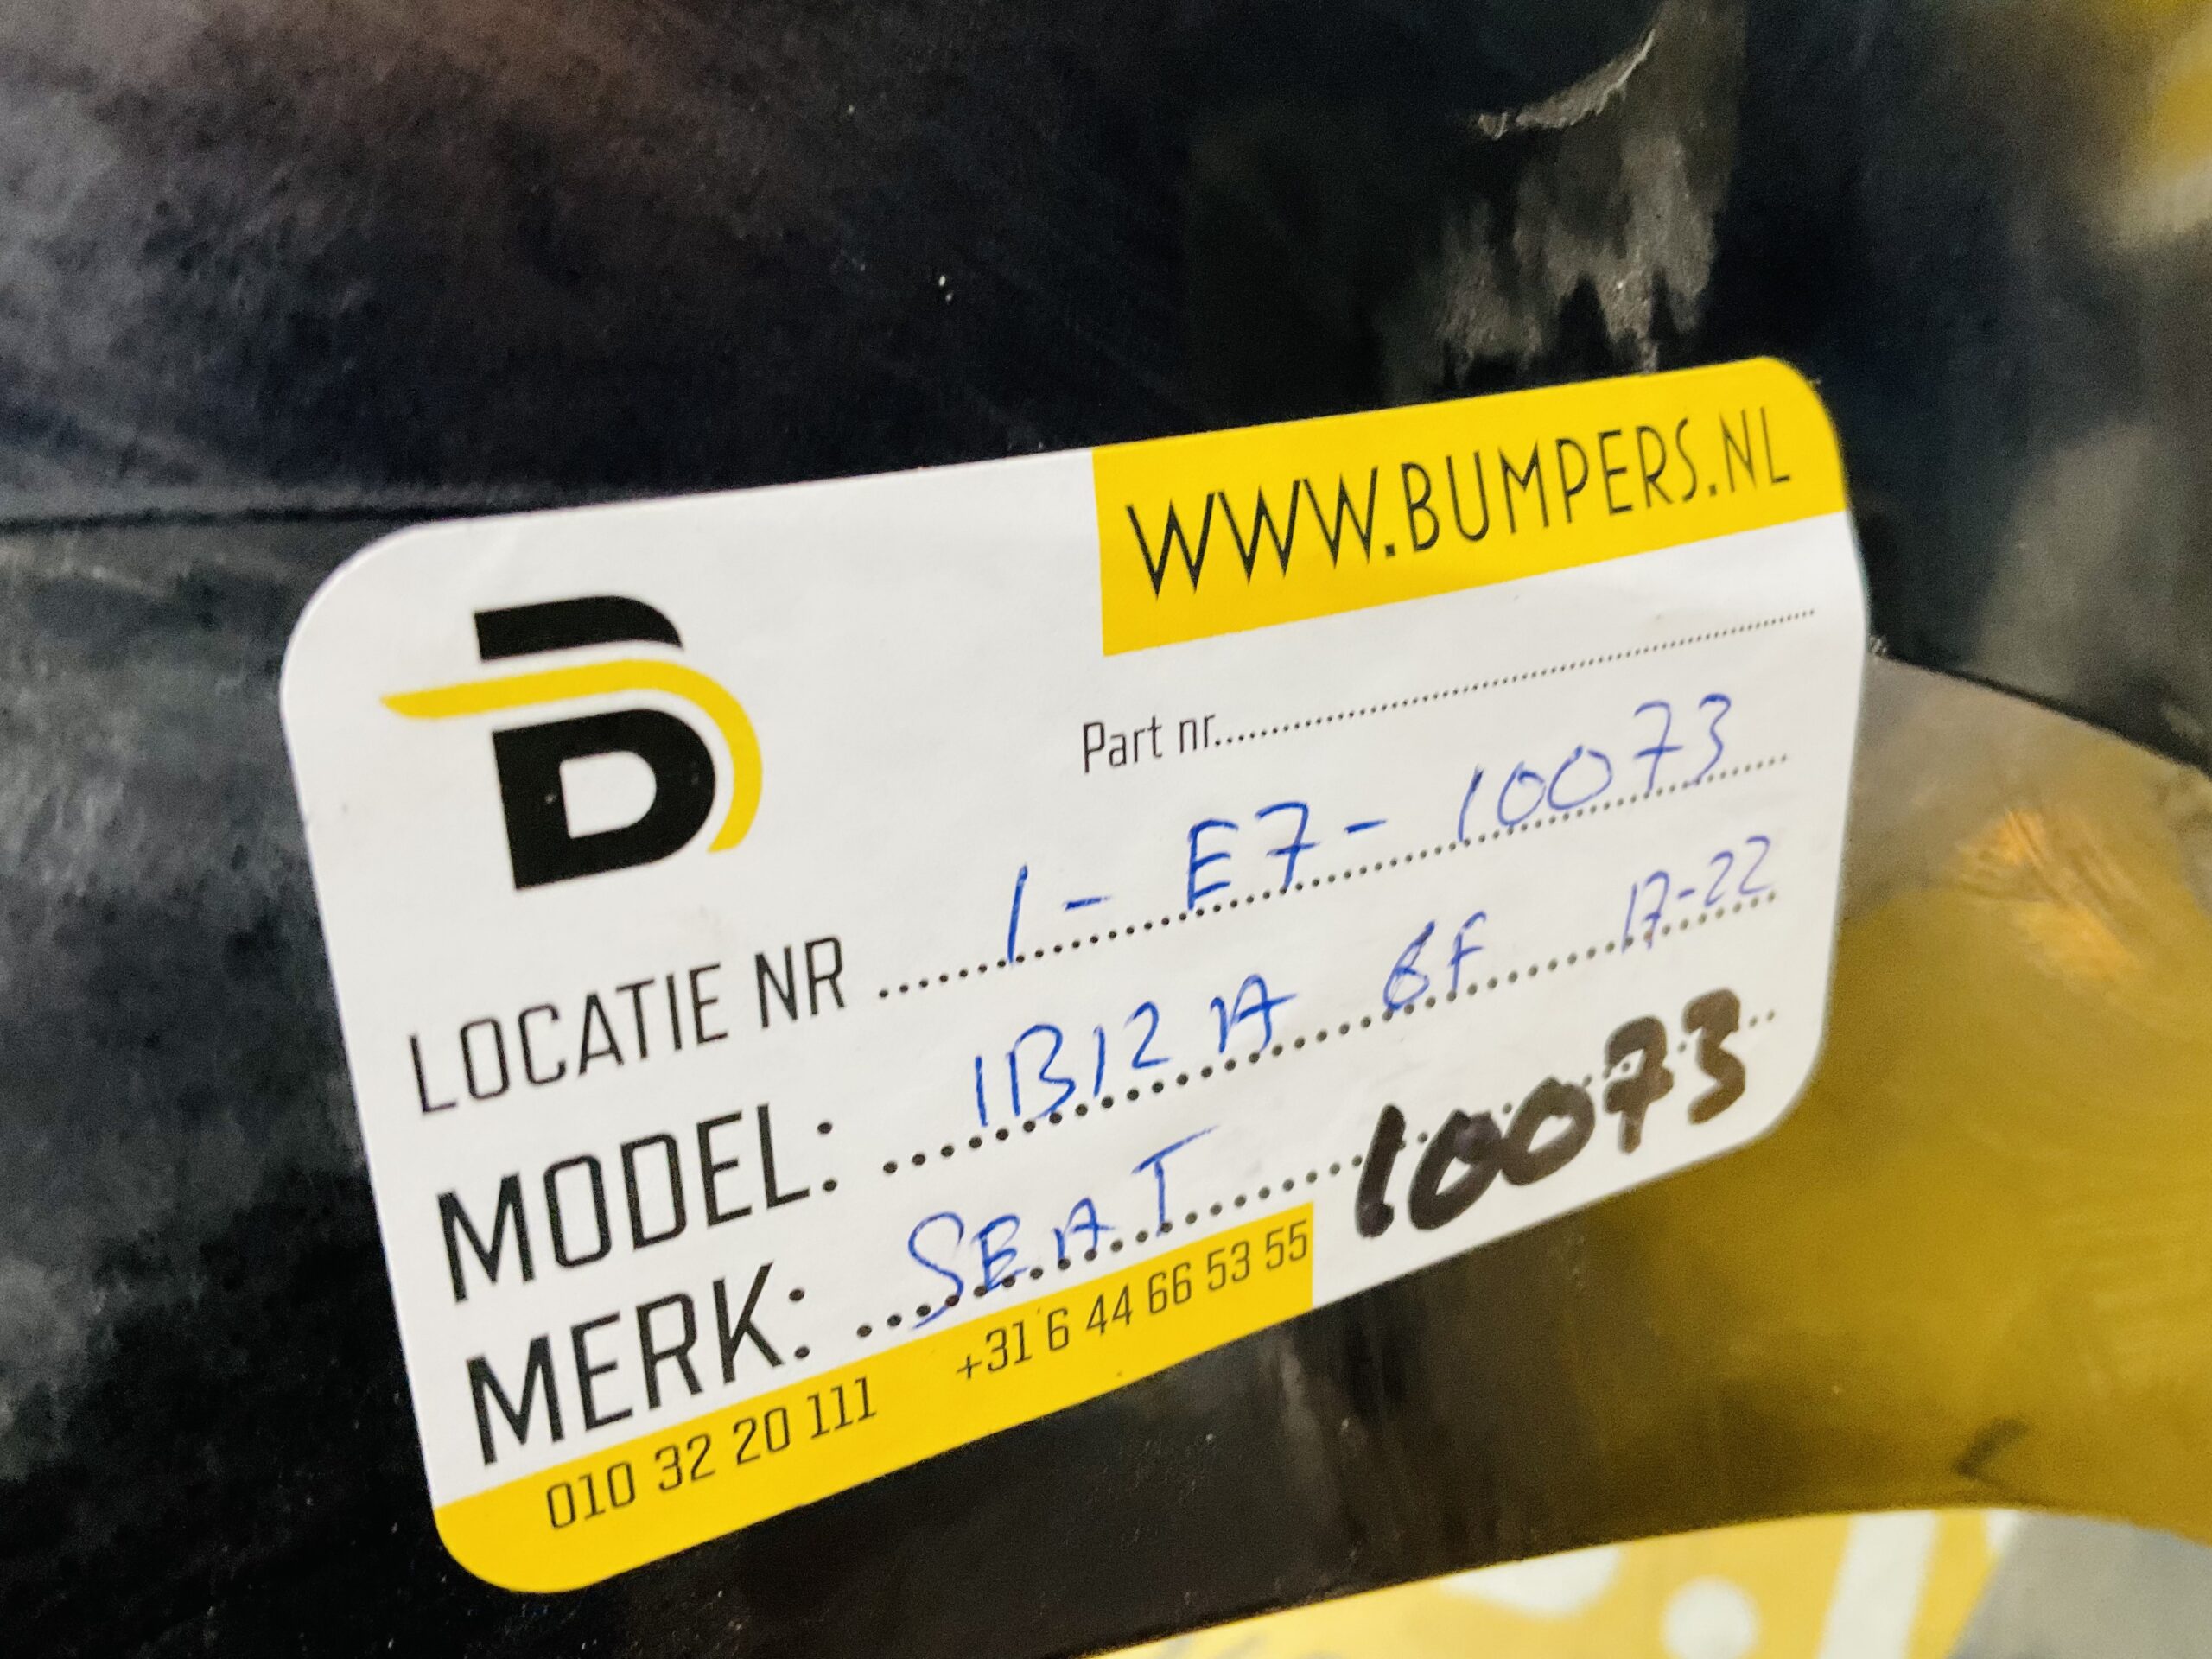 WWW.BUMPERS.NL
B
Part nr..............................
LOCATIE NR ........ 1 - E7 - 10073
MODEL: ........ IBIZA 6F 17-22
MERK: ........ SEAT 10073
010 32 20 111 +31 6 44 66 53 55